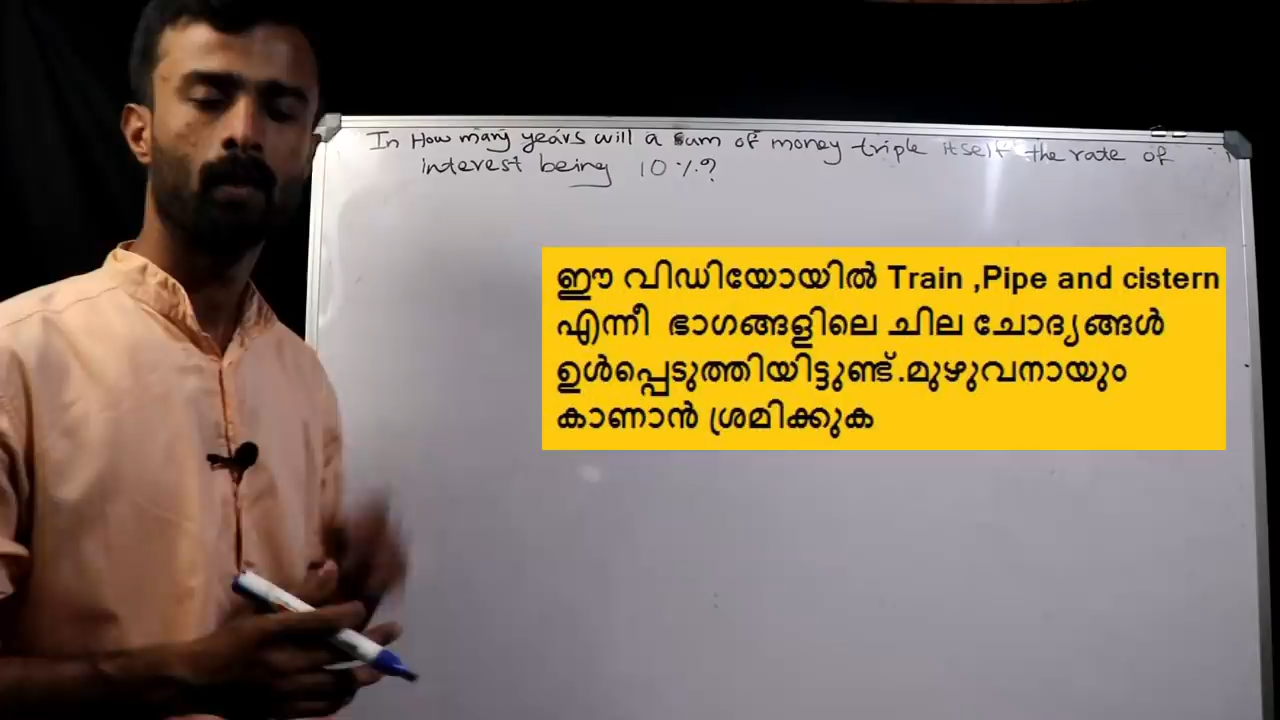 In How many years will a sum of money triple itself the rate of
interest being 10%?
ഈ വിഡിയോയിൽ Train ,Pipe and cistern
എന്നീ ഭാഗങ്ങളിലെ ചില ചോദ്യങ്ങൾ
ഉൾപ്പെടുത്തിയിട്ടുണ്ട്.മുഴുവനായും
കാണാൻ ശ്രമിക്കുക